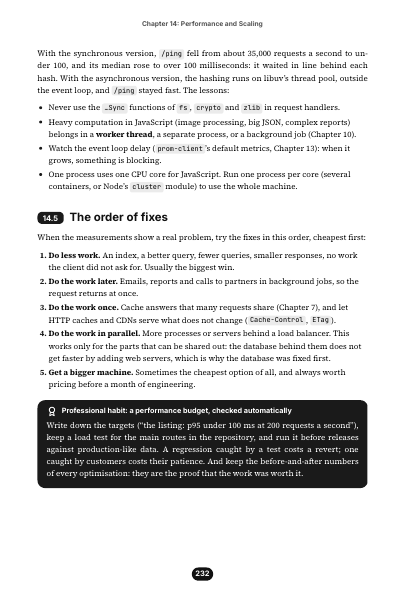 Chapter 14: Performance and Scaling
With the synchronous version, /ping fell from about 35,000 requests a second to un-
der 100, and its median rose to over 100 milliseconds: it waited in line behind each
hash. With the asynchronous version, the hashing runs on libuv's thread pool, outside
the event loop, and /ping stayed fast. The lessons:
• Never use the …Sync functions of fs, crypto and zlib in request handlers.
• Heavy computation in JavaScript (image processing, big JSON, complex reports)
belongs in a worker thread, a separate process, or a background job (Chapter 10).
• Watch the event loop delay (prom-client's default metrics, Chapter 13): when it
grows, something is blocking.
• One process uses one CPU core for JavaScript. Run one process per core (several
containers, or Node's cluster module) to use the whole machine.
14.5 The order of fixes
When the measurements show a real problem, try the fixes in this order, cheapest first:
1. Do less work. An index, a better query, fewer queries, smaller responses, no work
the client did not ask for. Usually the biggest win.
2. Do the work later. Emails, reports and calls to partners in background jobs, so the
request returns at once.
3. Do the work once. Cache answers that many requests share (Chapter 7), and let
HTTP caches and CDNs serve what does not change (Cache-Control, ETag).
4. Do the work in parallel. More processes or servers behind a load balancer. This
works only for the parts that can be shared out: the database behind them does not
get faster by adding web servers, which is why the database was fixed first.
5. Get a bigger machine. Sometimes the cheapest option of all, and always worth
pricing before a month of engineering.
Professional habit: a performance budget, checked automatically
Write down the targets ("the listing: p95 under 100 ms at 200 requests a second"),
keep a load test for the main routes in the repository, and run it before releases
against production-like data. A regression caught by a test costs a revert; one
caught by customers costs their patience. And keep the before-and-after numbers
of every optimisation: they are the proof that the work was worth it.
232